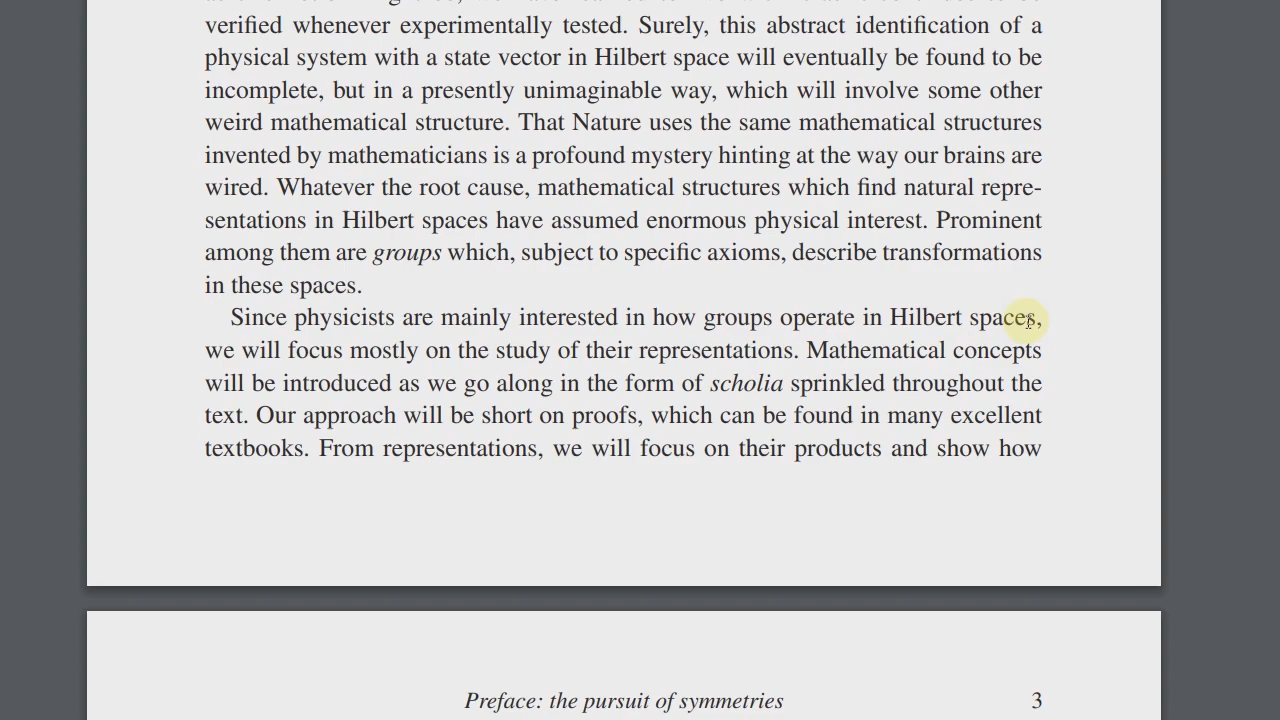 verified whenever experimentally tested. Surely, this abstract identification of a
physical system with a state vector in Hilbert space will eventually be found to be
incomplete, but in a presently unimaginable way, which will involve some other
weird mathematical structure. That Nature uses the same mathematical structures
invented by mathematicians is a profound mystery hinting at the way our brains are
wired. Whatever the root cause, mathematical structures which find natural repre-
sentations in Hilbert spaces have assumed enormous physical interest. Prominent
among them are groups which, subject to specific axioms, describe transformations
in these spaces.
Since physicists are mainly interested in how groups operate in Hilbert spaces,
we will focus mostly on the study of their representations. Mathematical concepts
will be introduced as we go along in the form of scholia sprinkled throughout the
text. Our approach will be short on proofs, which can be found in many excellent
textbooks. From representations, we will focus on their products and show how
Preface: the pursuit of symmetries 3